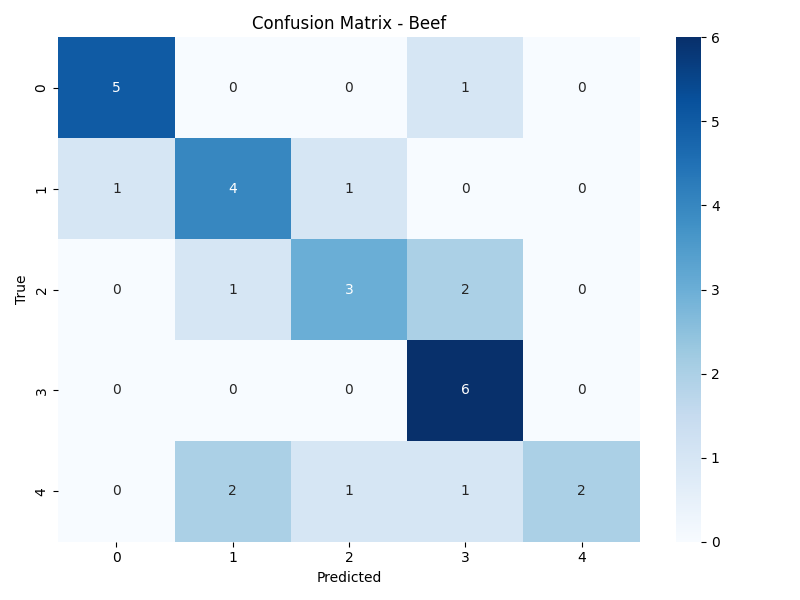 Confusion Matrix - Beef
0 5 0 0 1 0
1 1 4 1 0 0
2 0 1 3 2 0
3 0 0 0 6 0
4 0 2 1 1 2
0 1 2 3 4
True
Predicted
6
5
4
3
2
1
0